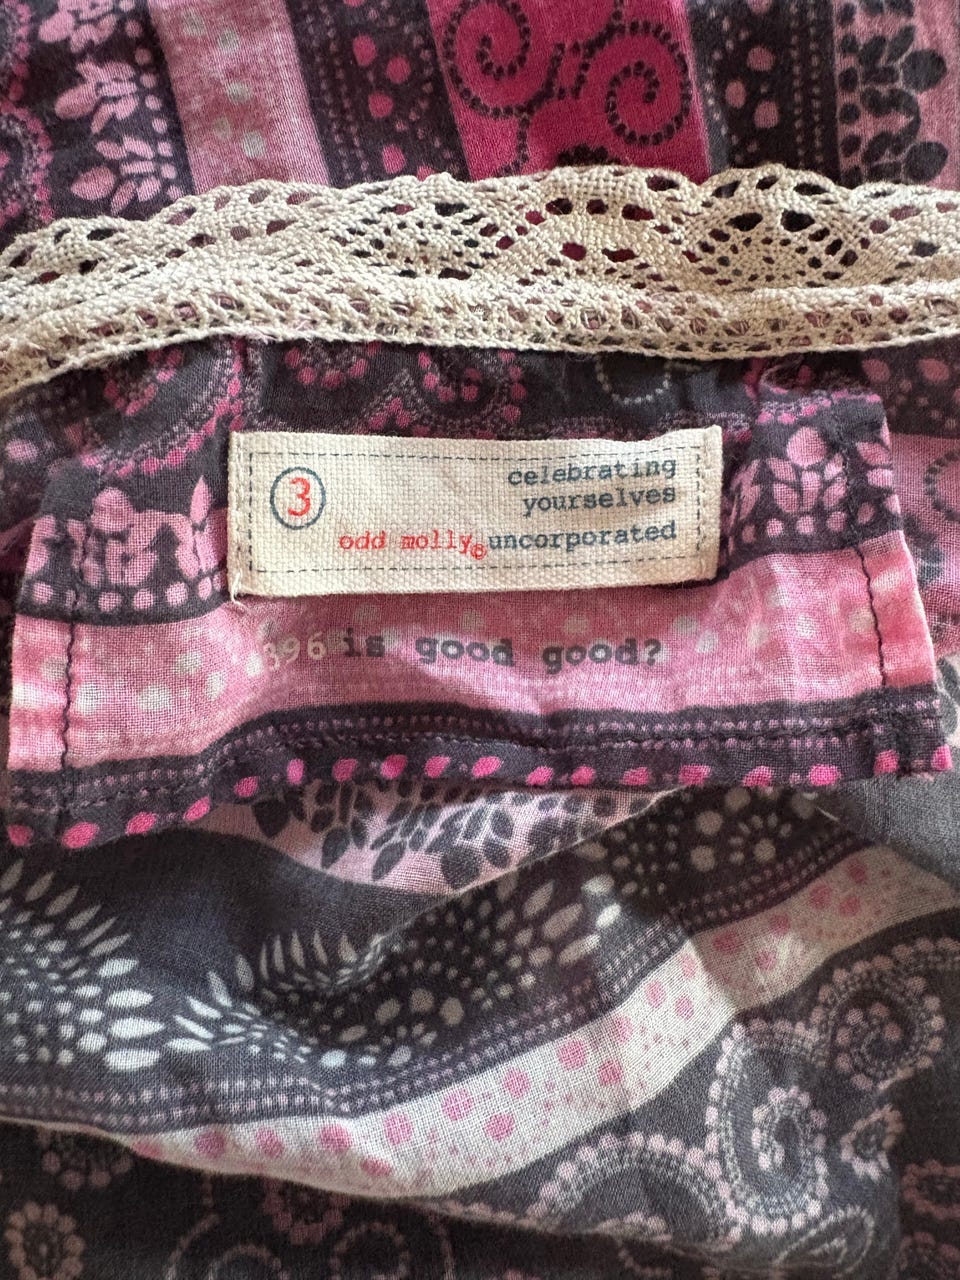 3
celebrating
yourselves
odd molly© uncorporated
396 is good good?